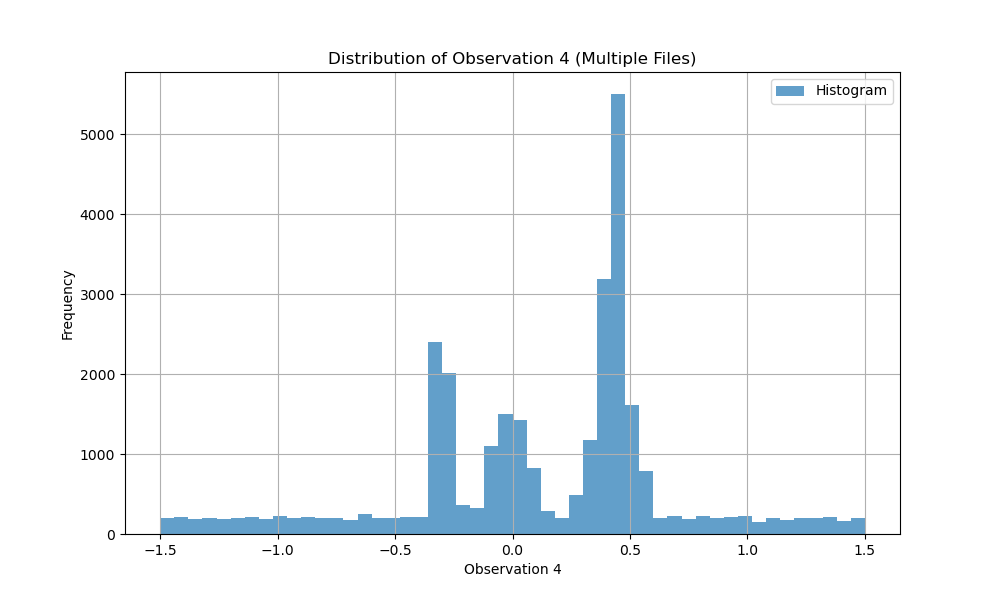 Distribution of Observation 4 (Multiple Files)
Histogram
5000
4000
3000
2000
1000
0
Frequency
−1.5 −1.0 −0.5 0.0 0.5 1.0 1.5
Observation 4